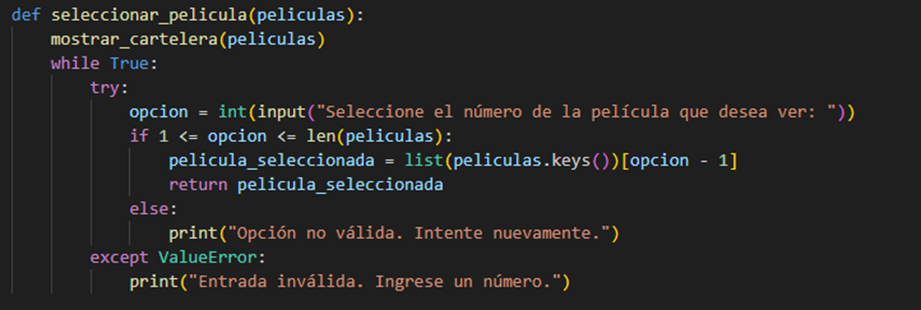 def seleccionar_pelicula(peliculas):
    mostrar_cartelera(peliculas)
    while True:
        try:
            opcion = int(input("Seleccione el número de la película que desea ver: "))
            if 1 <= opcion <= len(peliculas):
                pelicula_seleccionada = list(peliculas.keys())[opcion - 1]
                return pelicula_seleccionada
            else:
                print("Opción no válida. Intente nuevamente.")
        except ValueError:
            print("Entrada inválida. Ingrese un número.")